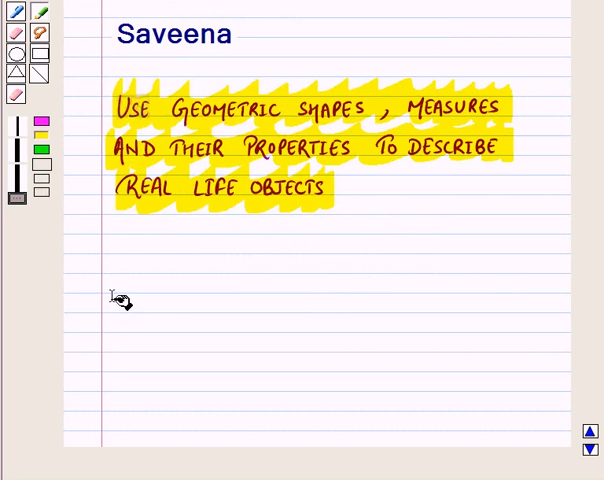 Saveena
USE GEOMETRIC SHAPES, MEASURES
AND THEIR PROPERTIES TO DESCRIBE
REAL LIFE OBJECTS